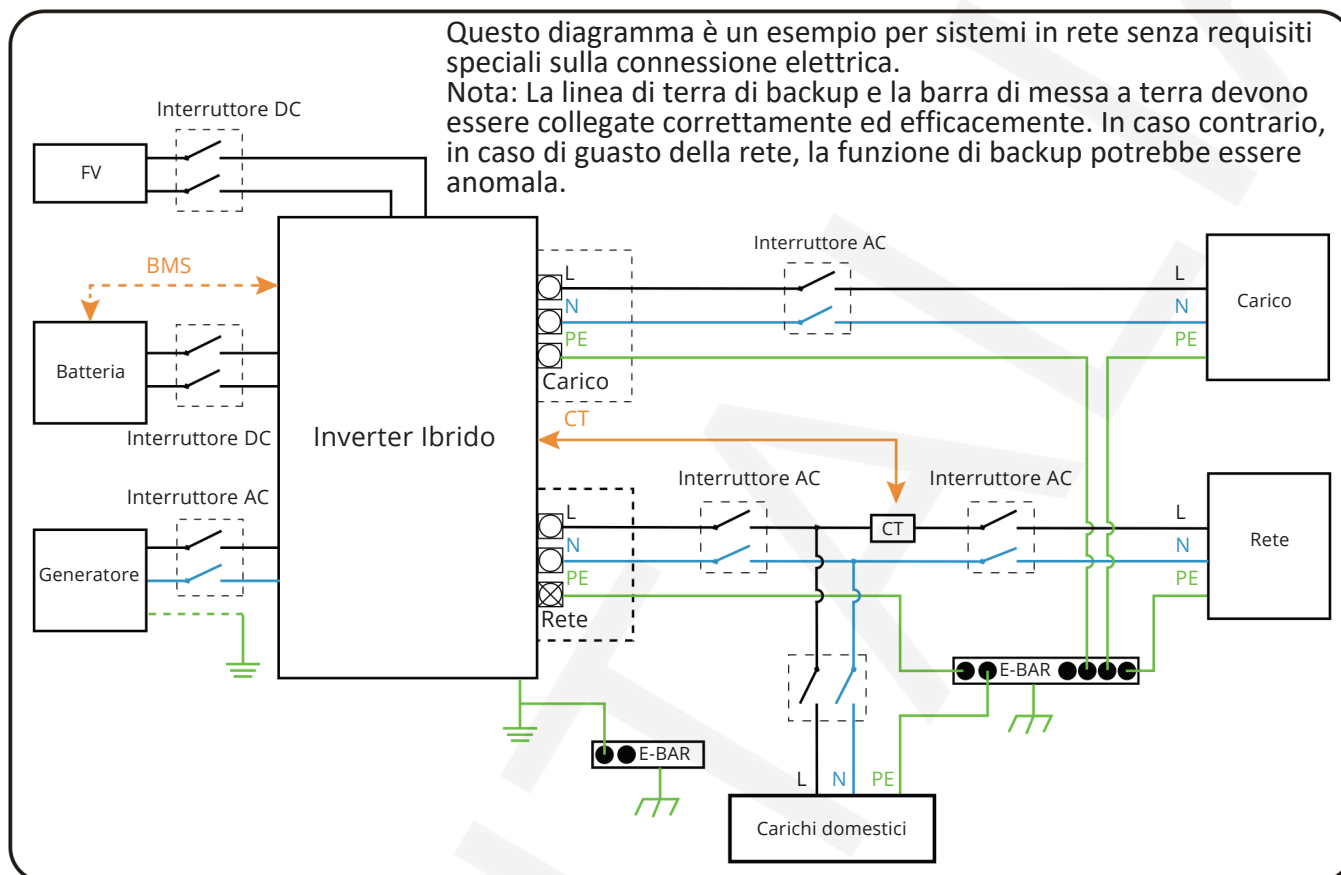 Questo diagramma è un esempio per sistemi in rete senza requisiti
speciali sulla connessione elettrica.
Nota: La linea di terra di backup e la barra di messa a terra devono
essere collegate correttamente ed efficacemente. In caso contrario,
in caso di guasto della rete, la funzione di backup potrebbe essere
anomala.
Interruttore DC
FV
BMS
Batteria
Interruttore DC
Interruttore AC
Generatore
Inverter Ibrido
L
N
PE
Carico
Interruttore AC
L
N
PE
Carico
CT
L
N
PE
Rete
Interruttore AC
CT
Interruttore AC
L
N
PE
Rete
E-BAR
E-BAR
L
N
PE
Carichi domestici